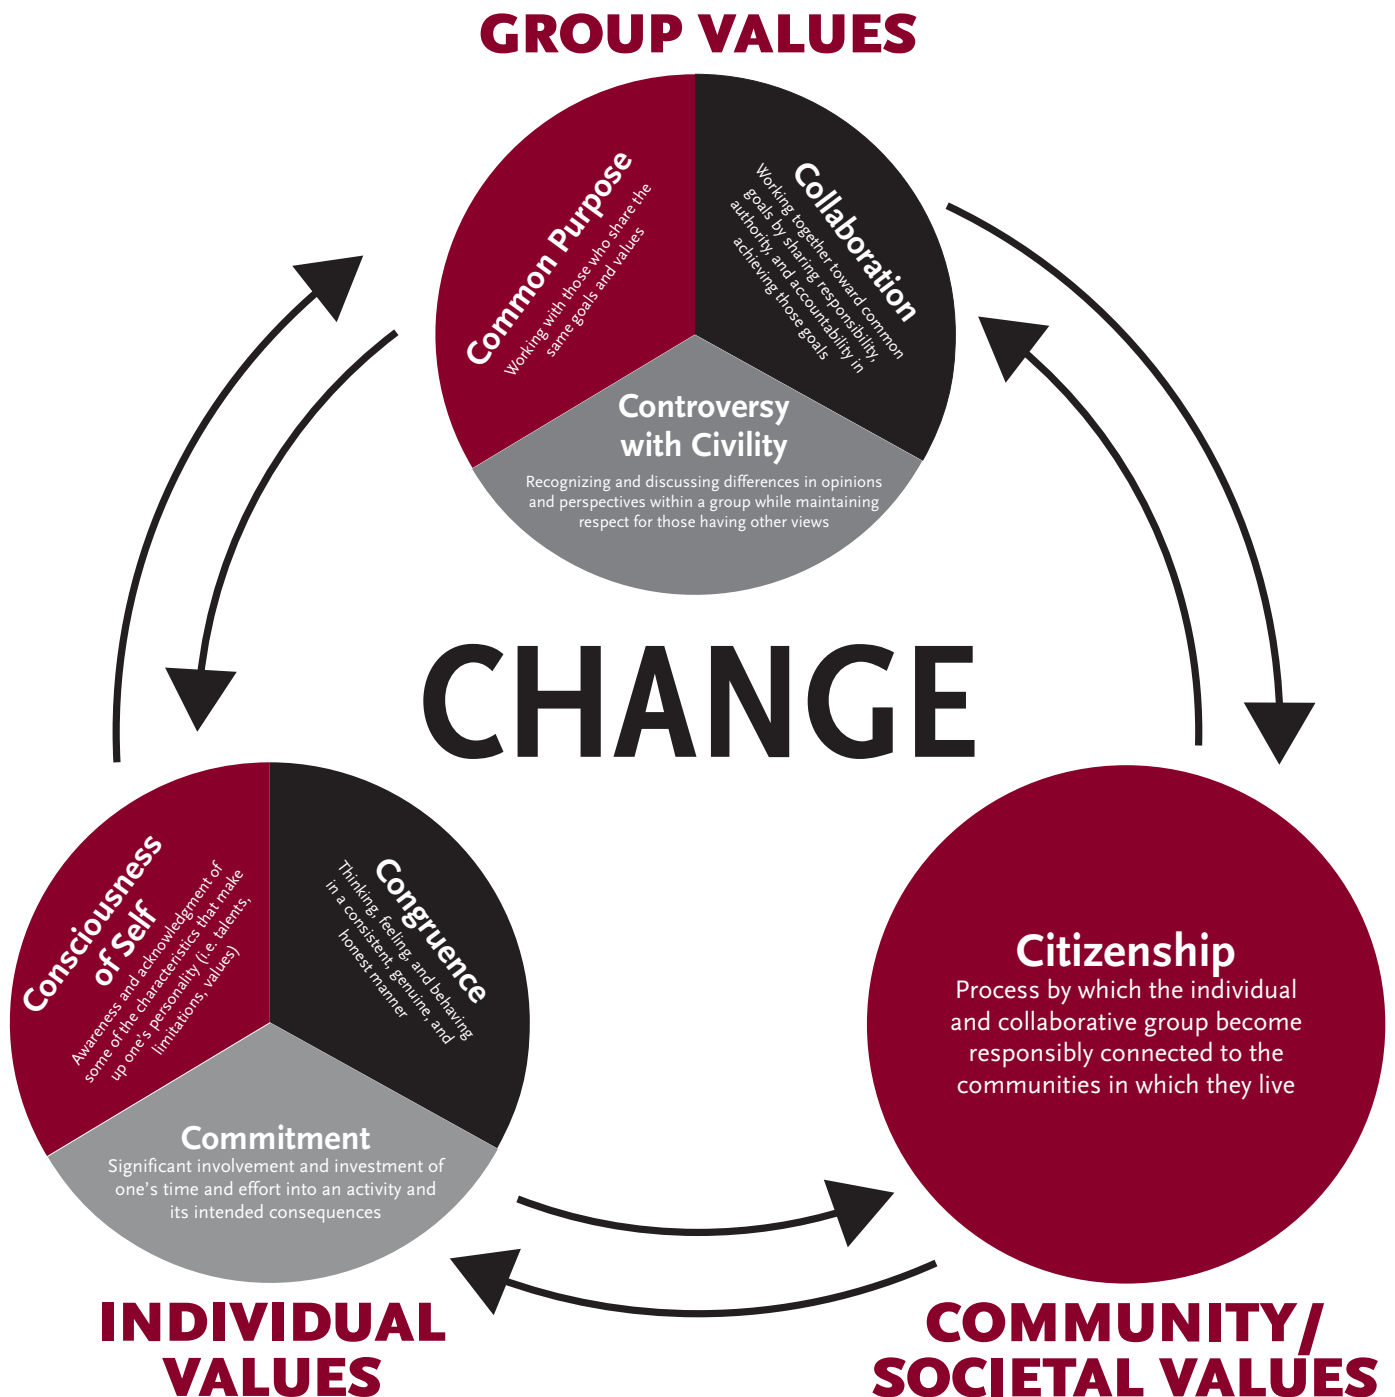 GROUP VALUES
Common Purpose
Working with those who share the
same goals and values
Collaboration
Working together toward common
goals by sharing responsibility,
authority, and accountability in
achieving those goals
Controversy
with Civility
Recognizing and discussing differences in opinions
and perspectives within a group while maintaining
respect for those having other views
CHANGE
Consciousness
of Self
Awareness and acknowledgment of
some of the characteristics that make
up one's personality (i.e. talents,
limitations, values)
Congruence
Thinking, feeling, and behaving
in a consistent, genuine, and
honest manner
Commitment
Significant involvement and investment of
one's time and effort into an activity and
its intended consequences
INDIVIDUAL
VALUES
Citizenship
Process by which the individual
and collaborative group become
responsibly connected to the
communities in which they live
COMMUNITY/
SOCIETAL VALUES